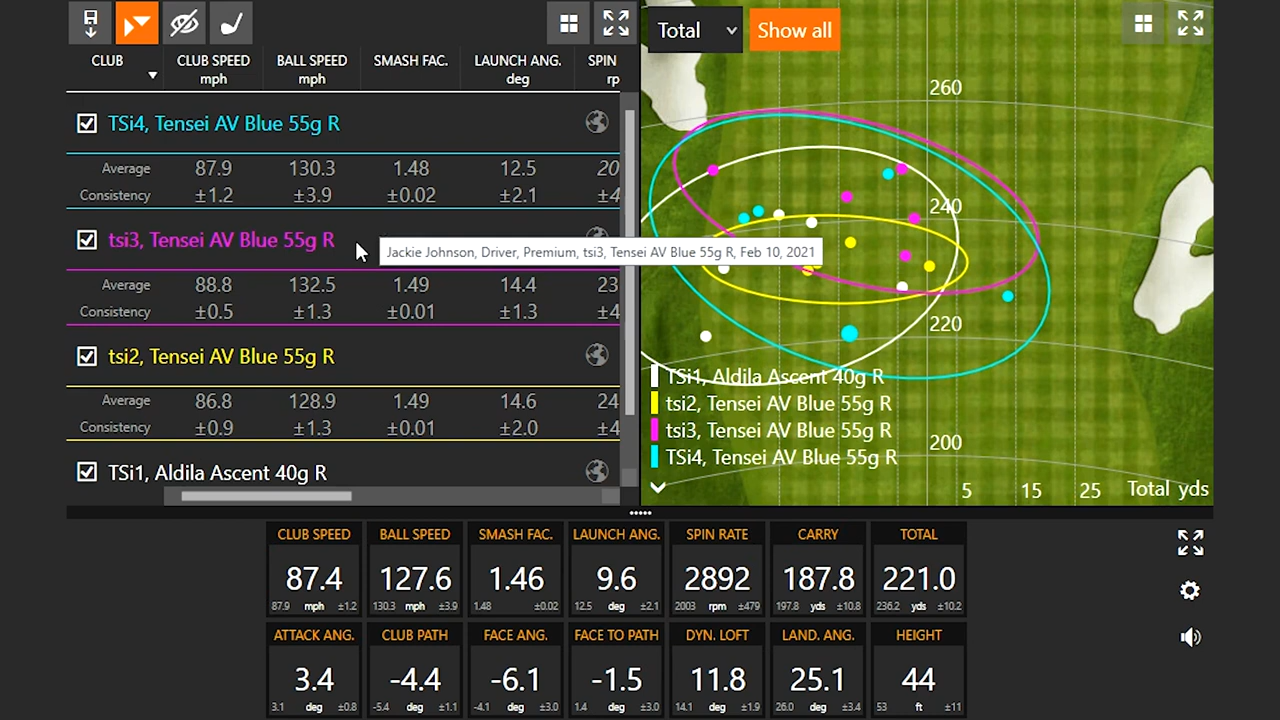 Total
Show all
CLUB
CLUB SPEED
mph
BALL SPEED
mph
SMASH FAC.
LAUNCH ANG.
deg
SPIN
rp
TSi4, Tensei AV Blue 55g R
Average 87.9 130.3 1.48 12.5 20
Consistency ±1.2 ±3.9 ±0.02 ±2.1 ±4
tsi3, Tensei AV Blue 55g R
Jackie Johnson, Driver, Premium, tsi3, Tensei AV Blue 55g R, Feb 10, 2021
Average 88.8 132.5 1.49 14.4 23
Consistency ±0.5 ±1.3 ±0.01 ±1.3 ±4
tsi2, Tensei AV Blue 55g R
Average 86.8 128.9 1.49 14.6 24
Consistency ±0.9 ±1.3 ±0.01 ±2.0 ±4
TSi1, Aldila Ascent 40g R
260
240
220
TSi1, Aldila Ascent 40g R
tsi2, Tensei AV Blue 55g R
tsi3, Tensei AV Blue 55g R
TSi4, Tensei AV Blue 55g R
200
5 15 25 Total yds
CLUB SPEED BALL SPEED SMASH FAC. LAUNCH ANG. SPIN RATE CARRY TOTAL
87.4 127.6 1.46 9.6 2892 187.8 221.0
87.9 mph ±1.2 130.3 mph ±3.9 1.48 ±0.02 12.5 deg ±2.1 2003 rpm ±479 197.8 yds ±10.8 236.2 yds ±10.2
ATTACK ANG. CLUB PATH FACE ANG. FACE TO PATH DYN. LOFT LAND. ANG. HEIGHT
3.4 -4.4 -6.1 -1.5 11.8 25.1 44
3.1 deg ±0.8 -5.4 deg ±1.1 -4.1 deg ±3.0 1.4 deg ±3.0 14.1 deg ±1.9 26.0 deg ±3.4 53 ft ±11